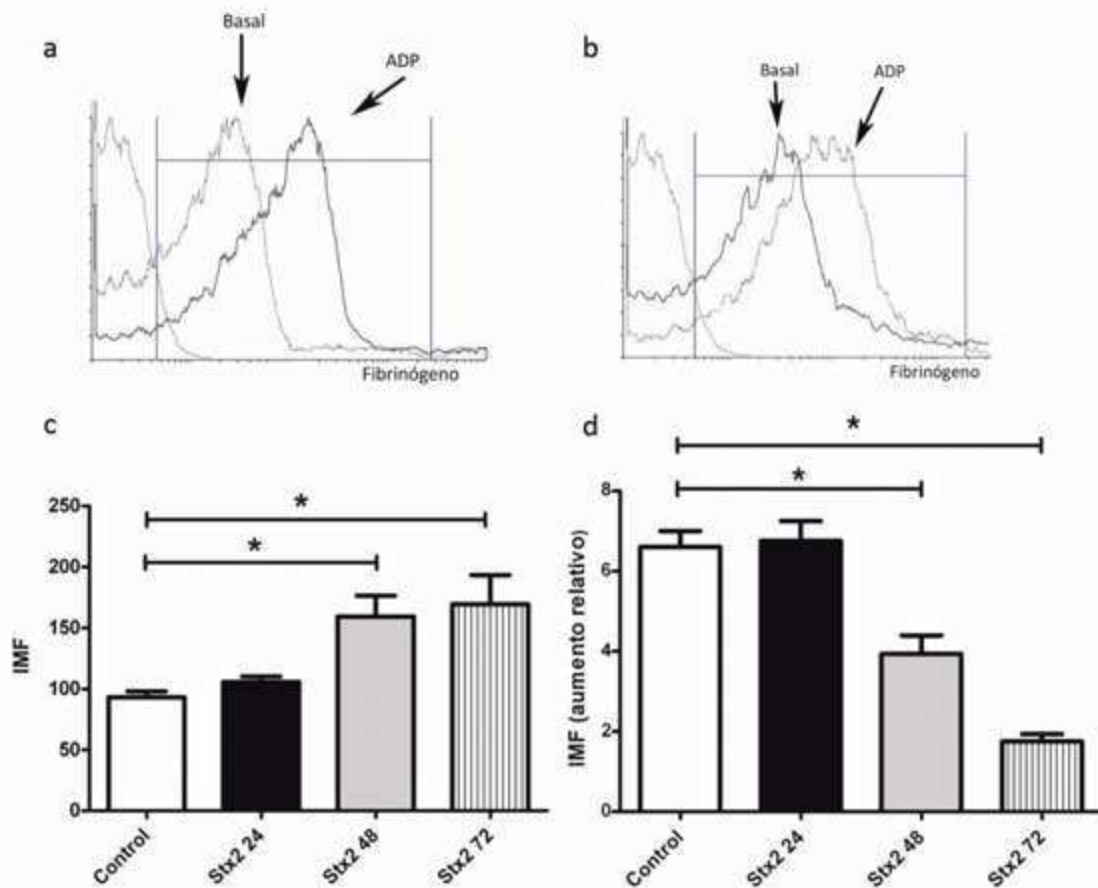 a
Basal
ADP
Fibrinógeno
b
Basal
ADP
Fibrinógeno
c
*
*
250
200
150
100
50
0
IMF
Control
Stx2 24
Stx2 48
Stx2 72
d
*
*
8
6
4
2
0
IMF (aumento relativo)
Control
Stx2 24
Stx2 48
Stx2 72